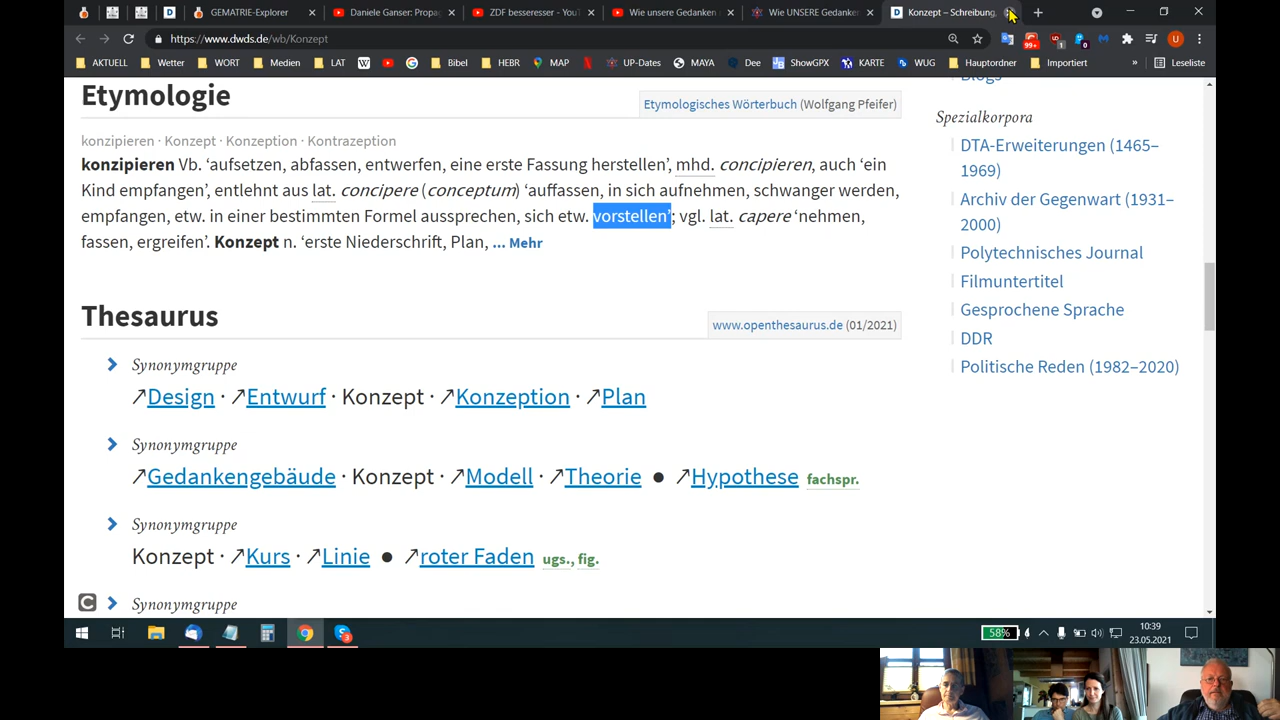 GEMATRIE-Explorer
Daniele Ganser: Propag
ZDF besseresser - YouT
Wie unsere Gedanken
Wie UNSERE Gedanken
Konzept – Schreibung,
https://www.dwds.de/wb/Konzept
99+
1
0
U
AKTUELL
Wetter
WORT
Medien
LAT
W
Bibel
HEBR
MAP
UP-Dates
MAYA
Dee
ShowGPX
KARTE
WUG
Hauptordner
Importiert
»
Leseliste
Blogs
Etymologie
Etymologisches Wörterbuch (Wolfgang Pfeifer)
konzipieren · Konzept · Konzeption · Kontrazeption
konzipieren Vb. ‘aufsetzen, abfassen, entwerfen, eine erste Fassung herstellen’, mhd. concipieren, auch ‘ein
Kind empfangen’, entlehnt aus lat. concipere (conceptum) ‘auffassen, in sich aufnehmen, schwanger werden,
empfangen, etw. in einer bestimmten Formel aussprechen, sich etw. vorstellen’; vgl. lat. capere ‘nehmen,
fassen, ergreifen’. Konzept n. ‘erste Niederschrift, Plan, ... Mehr
Spezialkorpora
DTA-Erweiterungen (1465–
1969)
Archiv der Gegenwart (1931–
2000)
Polytechnisches Journal
Filmuntertitel
Gesprochene Sprache
DDR
Politische Reden (1982–2020)
Thesaurus
www.openthesaurus.de (01/2021)
Synonymgruppe
↗Design · ↗Entwurf · Konzept · ↗Konzeption · ↗Plan
Synonymgruppe
↗Gedankengebäude · Konzept · ↗Modell · ↗Theorie ● ↗Hypothese fachspr.
Synonymgruppe
Konzept · ↗Kurs · ↗Linie ● ↗roter Faden ugs., fig.
Synonymgruppe
58%
10:39
23.05.2021